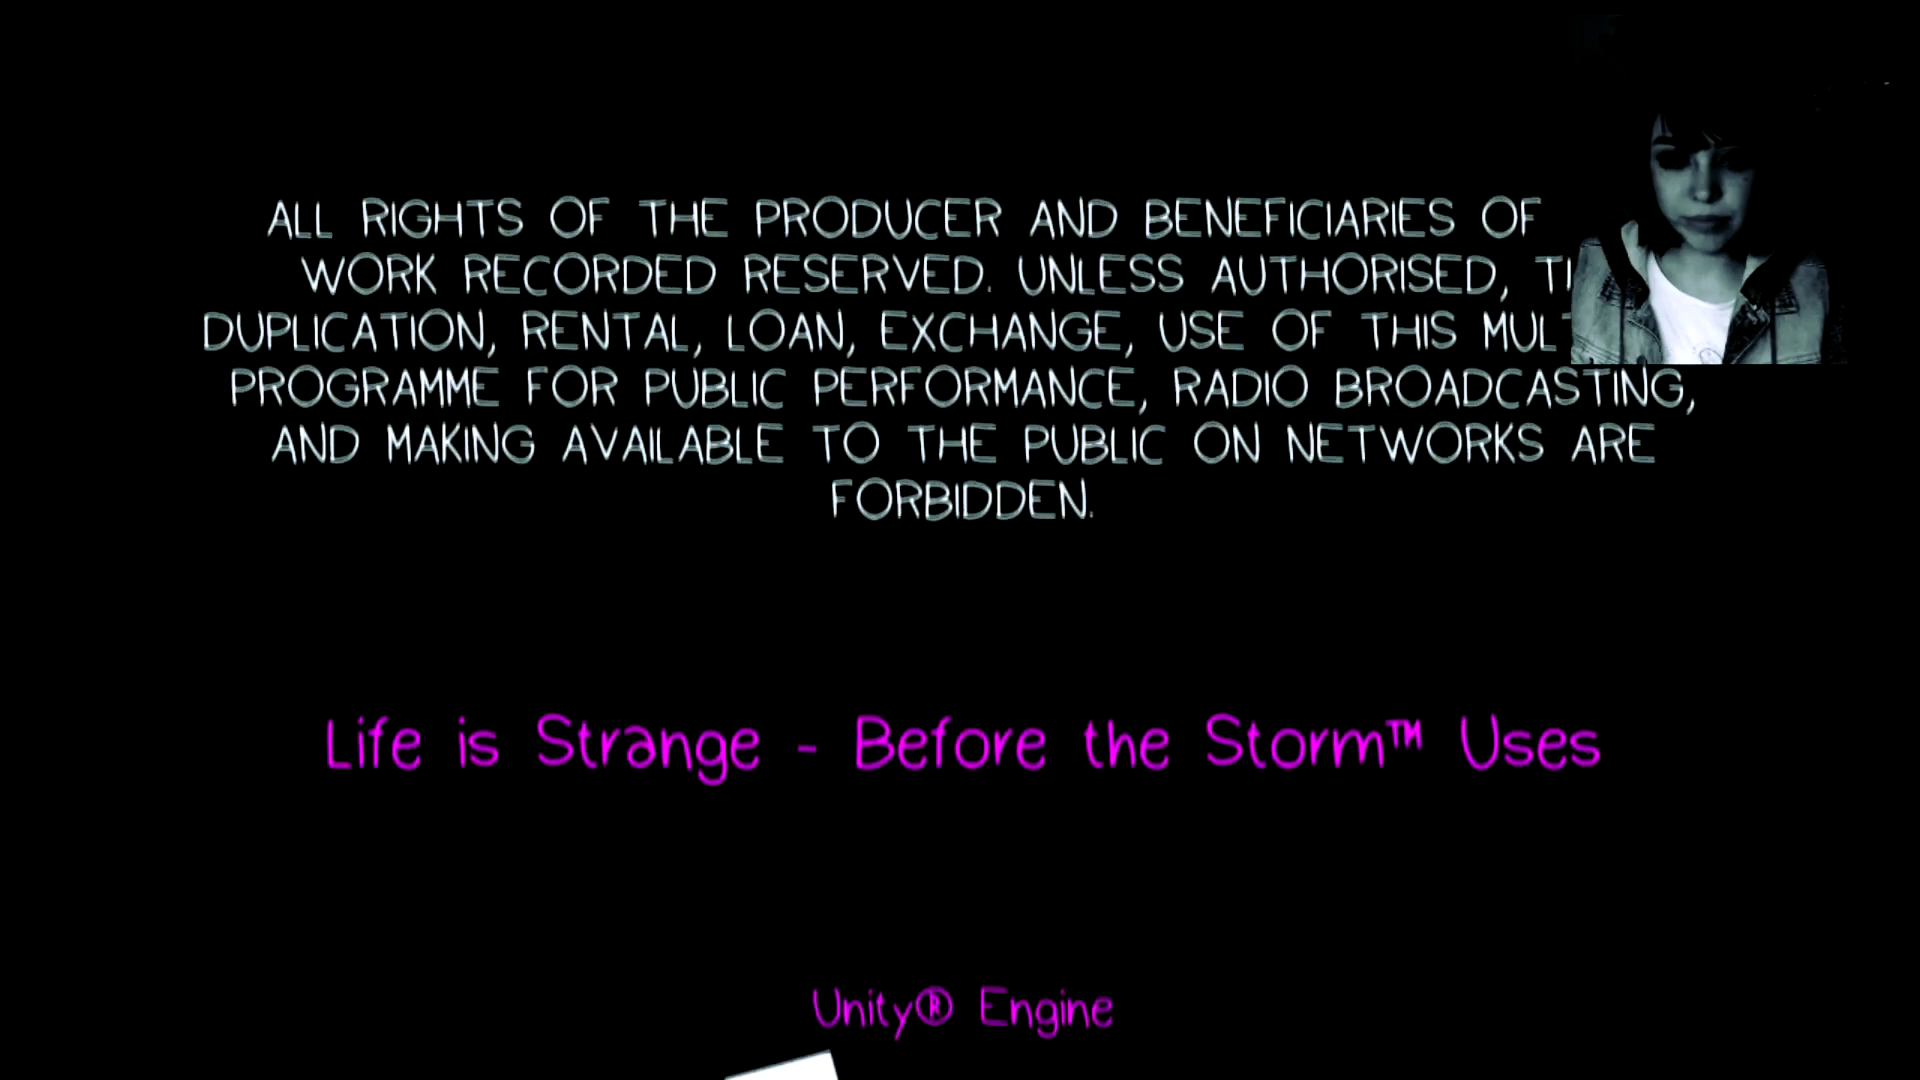 ALL RIGHTS OF THE PRODUCER AND BENEFICIARIES OF
WORK RECORDED RESERVED. UNLESS AUTHORISED,
DUPLICATION, RENTAL, LOAN, EXCHANGE, USE OF THIS
PROGRAMME FOR PUBLIC PERFORMANCE, RADIO BROADCASTING,
AND MAKING AVAILABLE TO THE PUBLIC ON NETWORKS ARE
FORBIDDEN.
Life is Strange - Before the Storm™ Uses
Unity® Engine